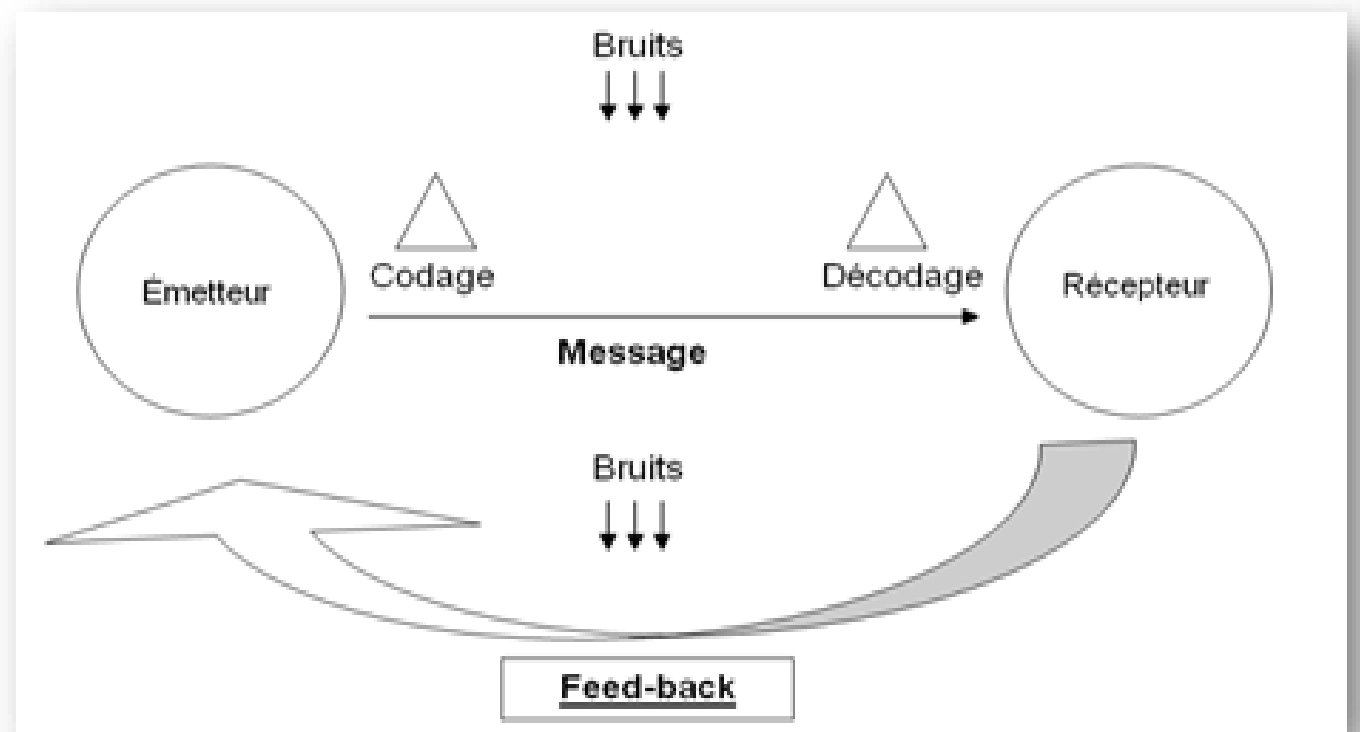 Bruits
Émetteur
Codage
Décodage
Récepteur
Message
Bruits
Feed-back